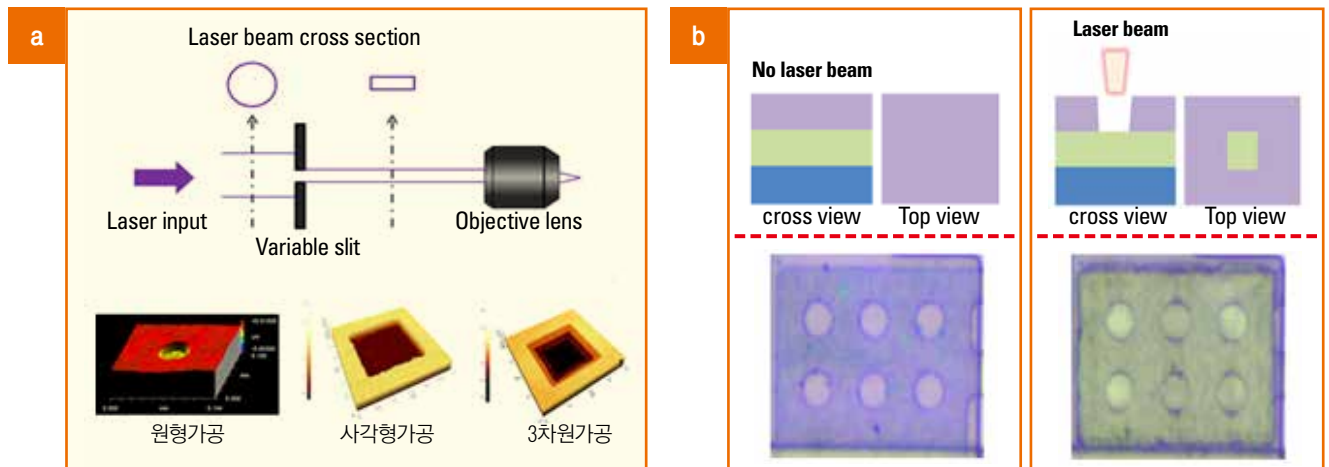 a
Laser beam cross section
Laser input
Variable slit
Objective lens
원형가공
사각형가공
3차원가공
b
No laser beam
cross view
Top view
Laser beam
cross view
Top view